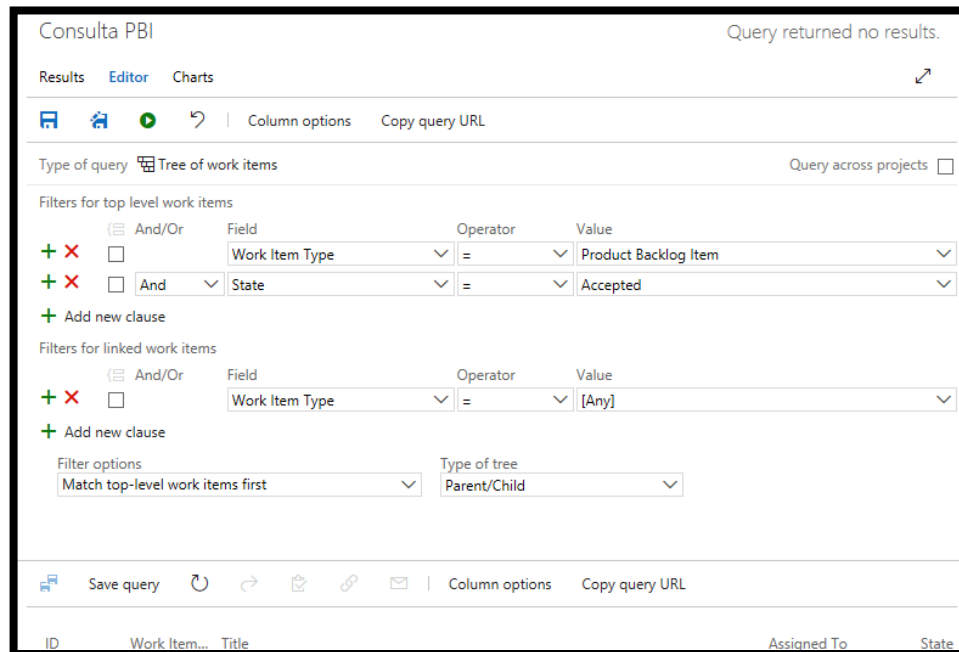 Consulta PBI Query returned no results.
Results Editor Charts
Column options Copy query URL
Type of query Tree of work items Query across projects
Filters for top level work items
And/Or Field Operator Value
Work Item Type = Product Backlog Item
And State = Accepted
Add new clause
Filters for linked work items
And/Or Field Operator Value
Work Item Type = [Any]
Add new clause
Filter options Type of tree
Match top-level work items first Parent/Child
Save query Column options Copy query URL
ID Work Item... Title Assigned To State